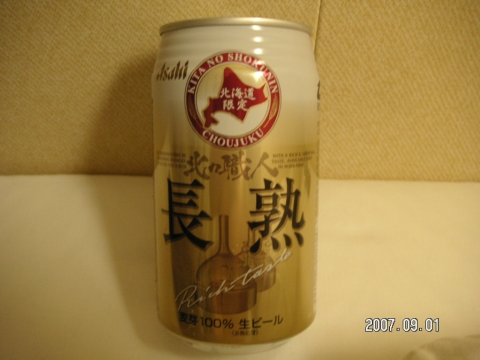 Asahi
KITA NO SHOKUNIN
北海道
限定
CHOUJUKU
北の職人
長熟
Rich taste
麦芽100% 生ビール
2007.09.01